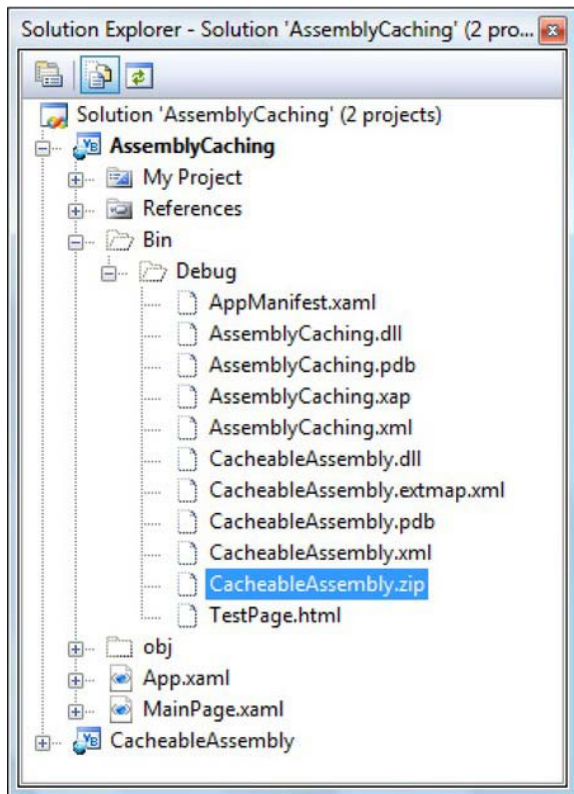 Solution Explorer - Solution 'AssemblyCaching' (2 pro...
Solution 'AssemblyCaching' (2 projects)
AssemblyCaching
My Project
References
Bin
Debug
AppManifest.xaml
AssemblyCaching.dll
AssemblyCaching.pdb
AssemblyCaching.xap
AssemblyCaching.xml
CacheableAssembly.dll
CacheableAssembly.extmap.xml
CacheableAssembly.pdb
CacheableAssembly.xml
CacheableAssembly.zip
TestPage.html
obj
App.xaml
MainPage.xaml
CacheableAssembly